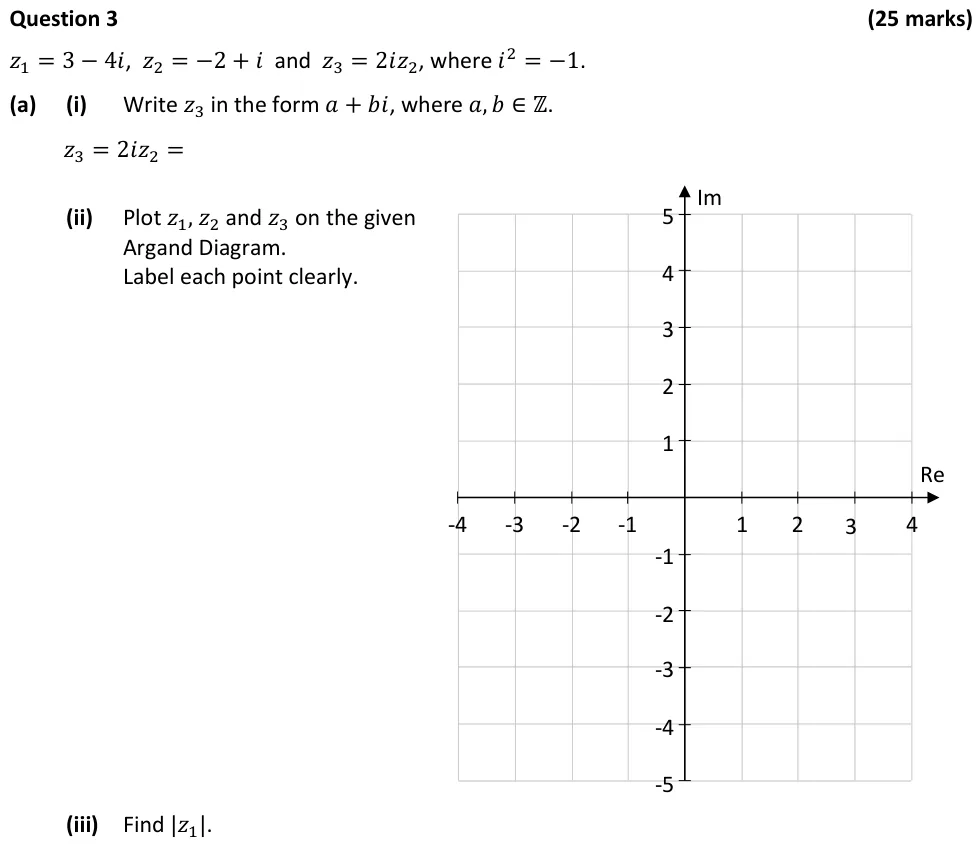 Question 3 (25 marks)
z₁ = 3 − 4i, z₂ = −2 + i and z₃ = 2iz₂, where i² = −1.
(a) (i) Write z₃ in the form a + bi, where a, b ∈ ℤ.
z₃ = 2iz₂ =
(ii) Plot z₁, z₂ and z₃ on the given
Argand Diagram.
Label each point clearly.
Im
5
4
3
2
1
Re
-4 -3 -2 -1 1 2 3 4
-1
-2
-3
-4
-5
(iii) Find |z₁|.